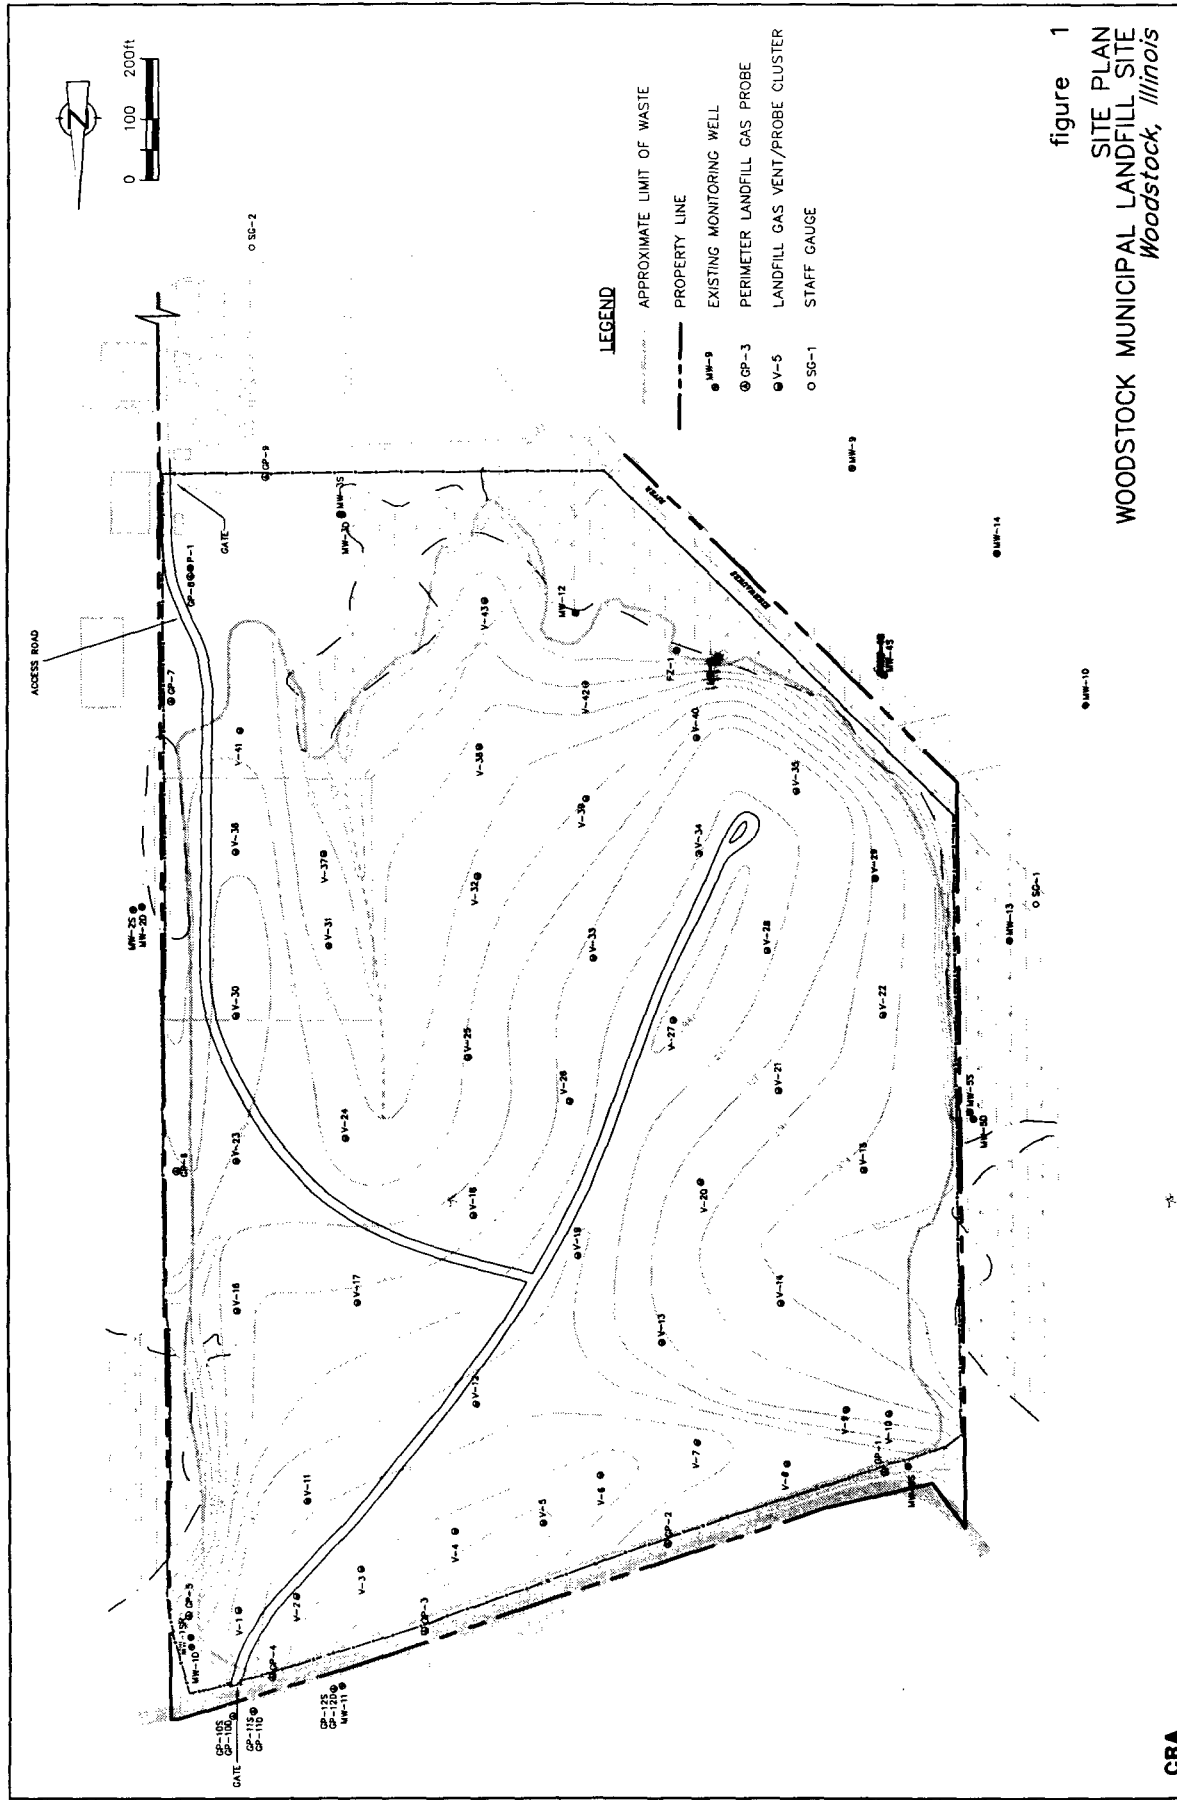 figure 1
SITE PLAN
WOODSTOCK MUNICIPAL LANDFILL SITE
Woodstock, Illinois
0 100 200ft
N
LEGEND
APPROXIMATE LIMIT OF WASTE
PROPERTY LINE
MW-9 EXISTING MONITORING WELL
GP-3 PERIMETER LANDFILL GAS PROBE
V-5 LANDFILL GAS VENT/PROBE CLUSTER
SG-1 STAFF GAUGE
ACCESS ROAD
GATE
SG-2
GP-9
MW-3S
MW-3D
P-1
GP-7
MW-12
MW-9
MW-14
MW-10
RIVER
FZ-1
MW-4S
V-43
V-42
V-41
V-40
V-38
V-39
V-35
V-36
V-37
V-34
V-32
V-29
MW-2S
MW-2D
V-31
V-33
V-28
MW-13
SG-1
V-30
V-25
V-27
V-22
V-26
V-21
V-24
V-23
MW-5S
MW-5D
V-15
V-20
V-18
V-19
V-16
V-17
V-14
V-13
V-12
V-9
V-10
V-7
V-8
GP-1
V-11
V-6
V-5
V-4
GP-2
V-3
V-2
V-1
GP-5
GP-3
MW-1D
GP-4
GP-12S
GP-12D
MW-11
GP-10S
GP-10D
GP-11S
GP-11D
GATE
CRA